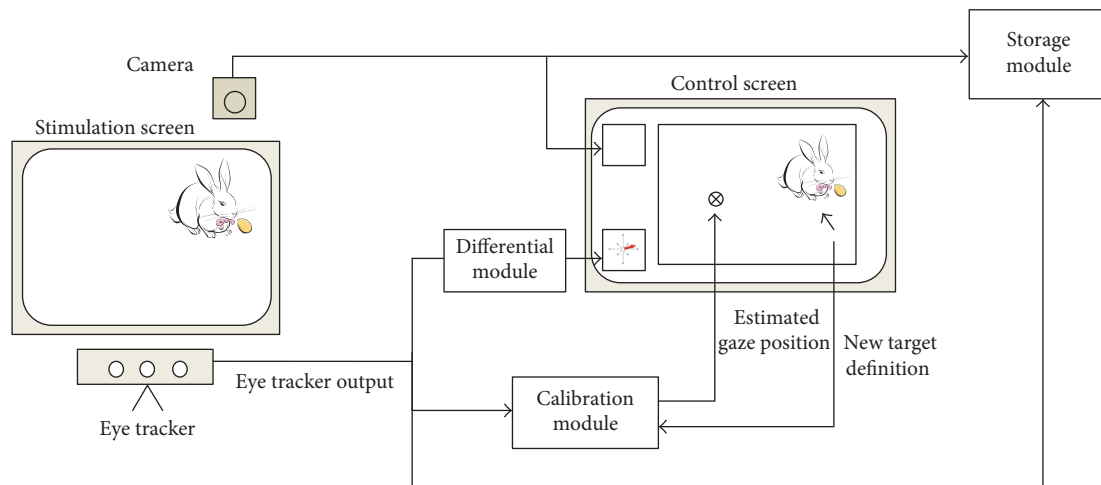 Storage
module
Camera
Control screen
Stimulation screen
Differential
module
Estimated
gaze position
New target
definition
Eye tracker output
Calibration
module
Eye tracker